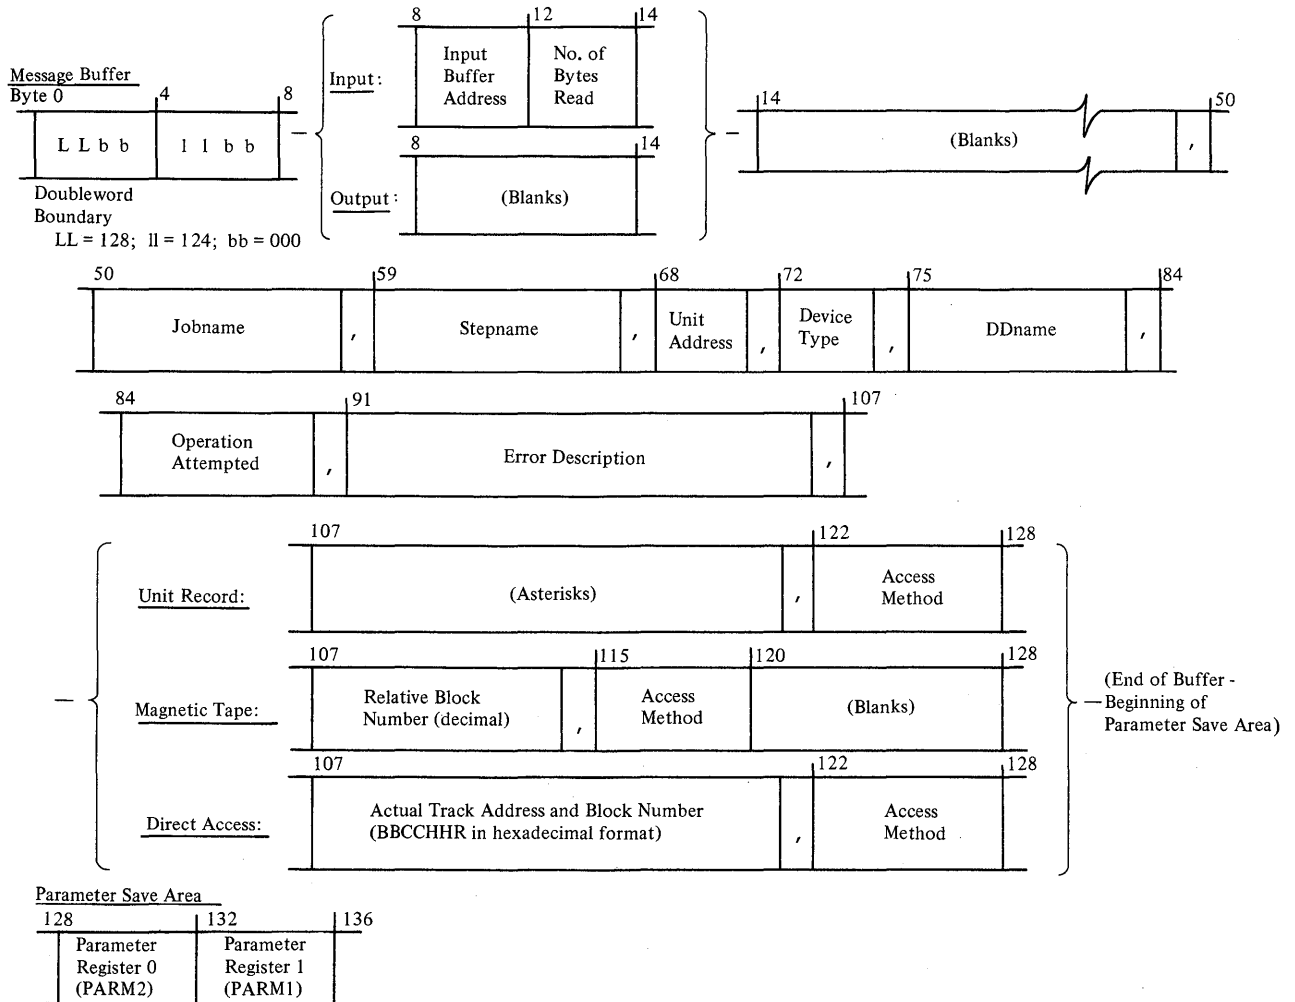 Message Buffer
Byte 0 4 8
L L b b l l b b
Doubleword
Boundary
LL = 128; ll = 124; bb = 000
Input:
8 12 14
Input
Buffer
Address
No. of
Bytes
Read
Output:
8 14
(Blanks)
14 50
(Blanks) ,
50 59 68 72 75 84
Jobname , Stepname ,
Unit
Address ,
Device
Type ,
DDname ,
84 91 107
Operation
Attempted ,
Error Description ,
107 122 128
Unit Record:
(Asterisks) ,
Access
Method
107 115 120 128
Magnetic Tape:
Relative Block
Number (decimal) ,
Access
Method
(Blanks)
107 122 128
Direct Access:
Actual Track Address and Block Number
(BBCCHHR in hexadecimal format) ,
Access
Method
(End of Buffer -
Beginning of
Parameter Save Area)
Parameter Save Area
128 132 136
Parameter
Register 0
(PARM2)
Parameter
Register 1
(PARM1)